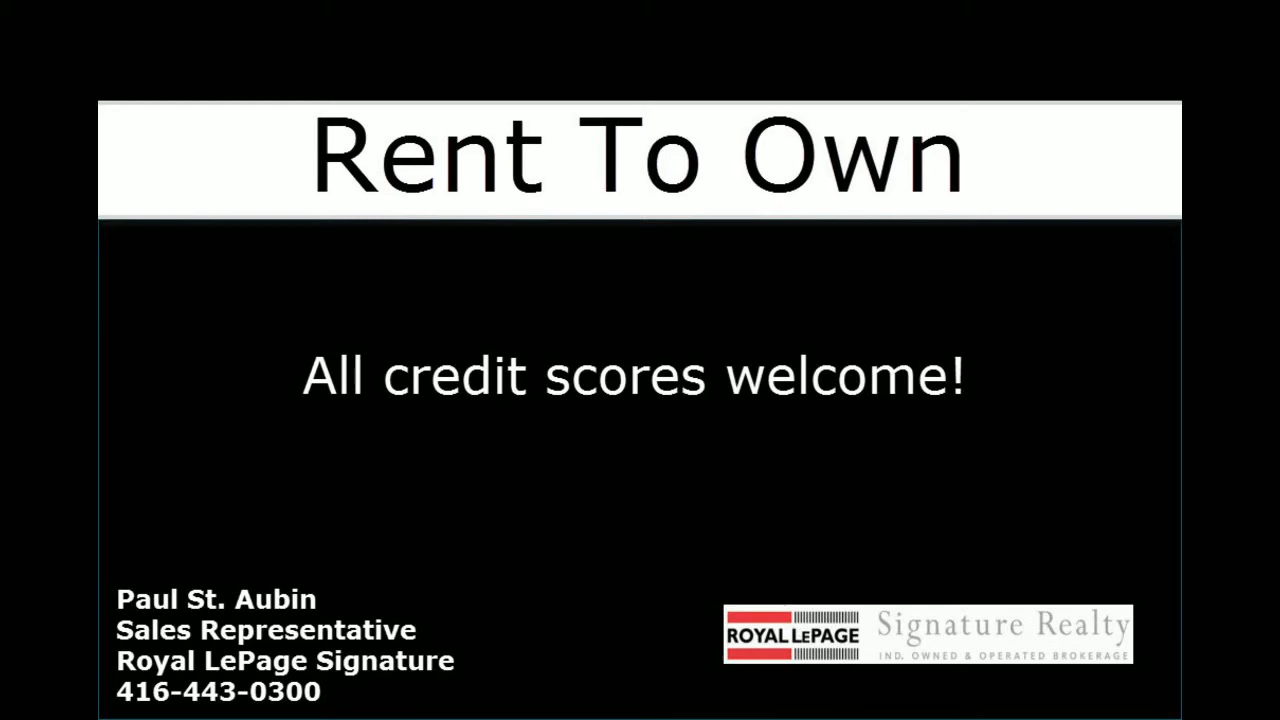 Rent To Own
All credit scores welcome!
Paul St. Aubin
Sales Representative
Royal LePage Signature
416-443-0300
ROYAL LEPAGE
Signature Realty
IND. OWNED & OPERATED BROKERAGE